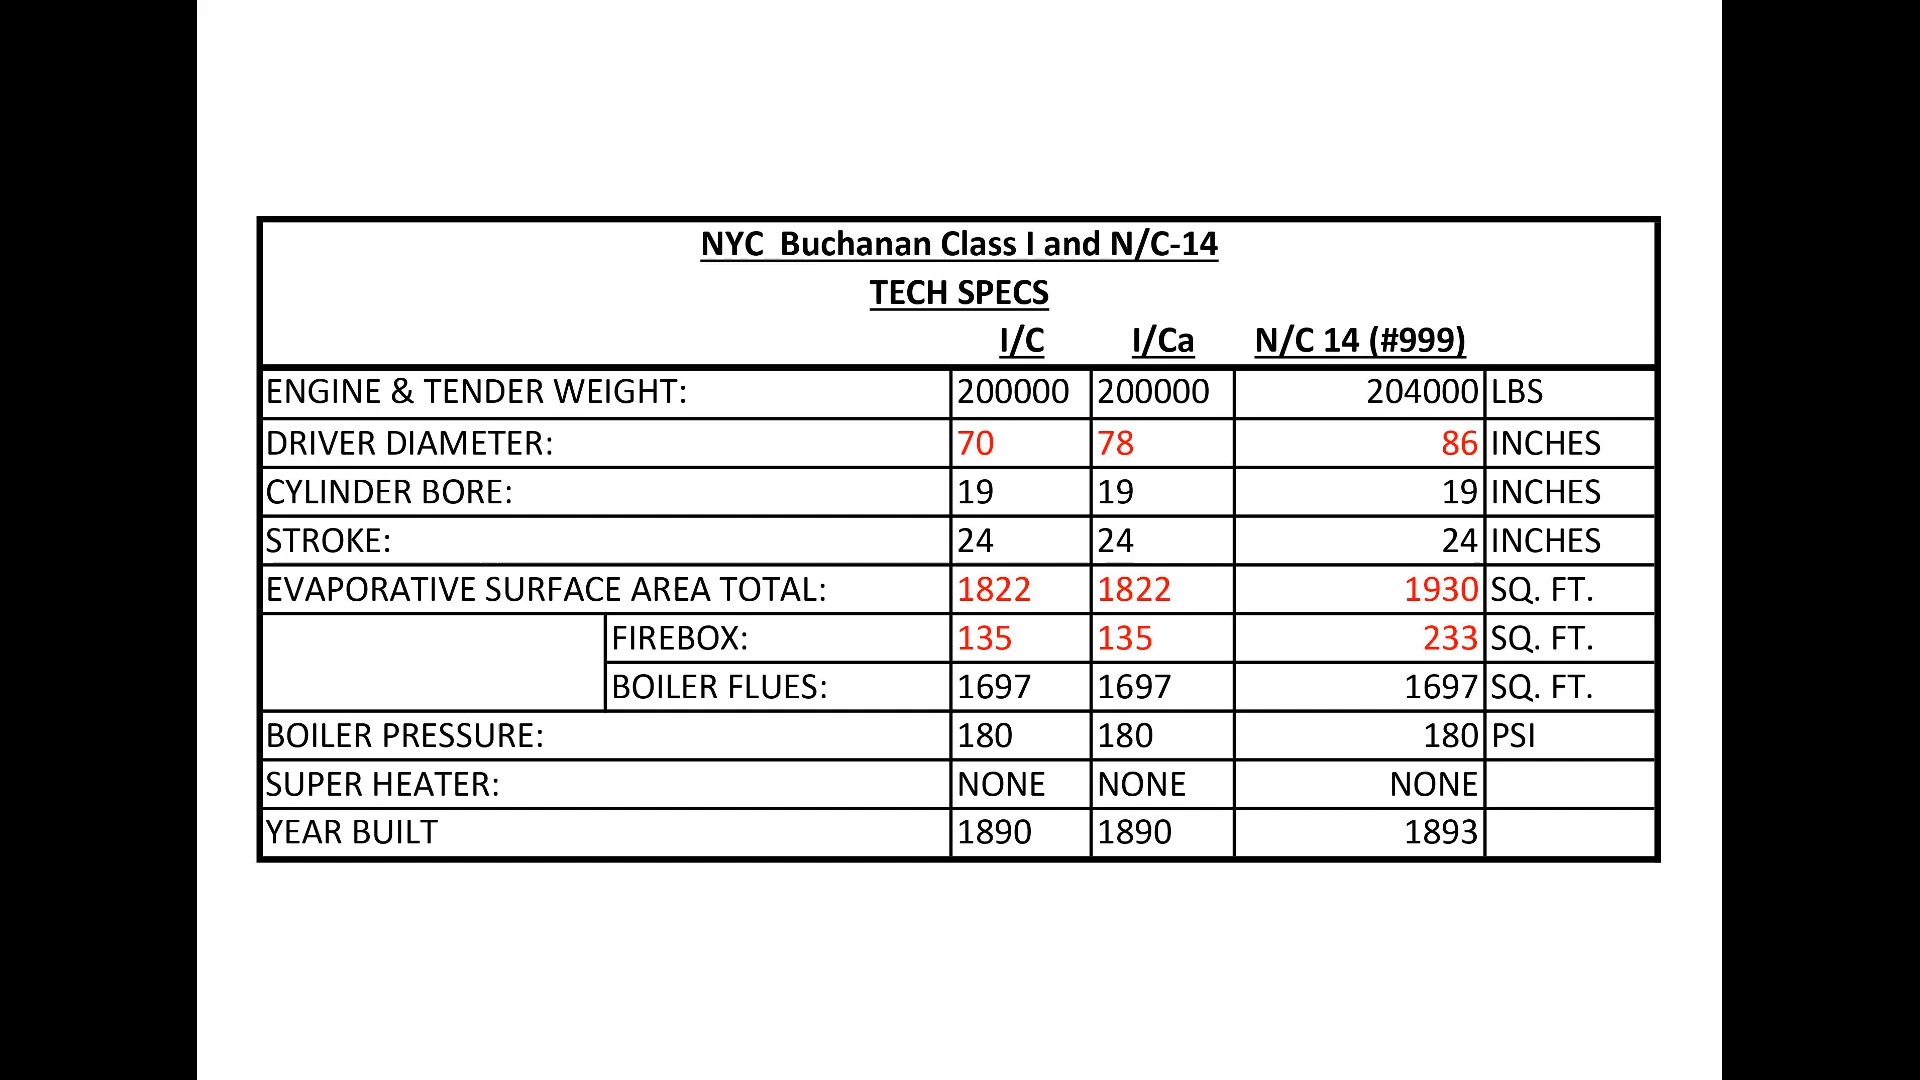 NYC  Buchanan Class I and N/C-14
TECH SPECS
I/C I/Ca N/C 14 (#999)
ENGINE & TENDER WEIGHT: 200000 200000 204000 LBS
DRIVER DIAMETER: 70 78 86 INCHES
CYLINDER BORE: 19 19 19 INCHES
STROKE: 24 24 24 INCHES
EVAPORATIVE SURFACE AREA TOTAL: 1822 1822 1930 SQ. FT.
FIREBOX: 135 135 233 SQ. FT.
BOILER FLUES: 1697 1697 1697 SQ. FT.
BOILER PRESSURE: 180 180 180 PSI
SUPER HEATER: NONE NONE NONE
YEAR BUILT 1890 1890 1893